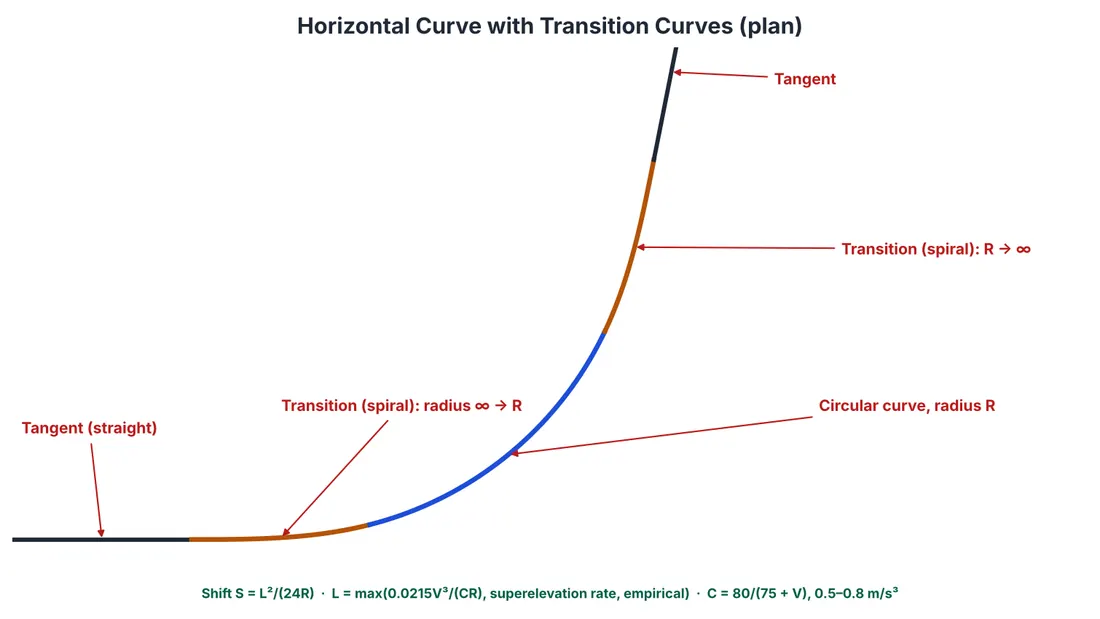 Horizontal Curve with Transition Curves (plan)
Tangent
Transition (spiral): R → ∞
Transition (spiral): radius ∞ → R
Circular curve, radius R
Tangent (straight)
Shift S = L²/(24R) · L = max(0.0215V³/(CR), superelevation rate, empirical) · C = 80/(75 + V), 0.5–0.8 m/s³